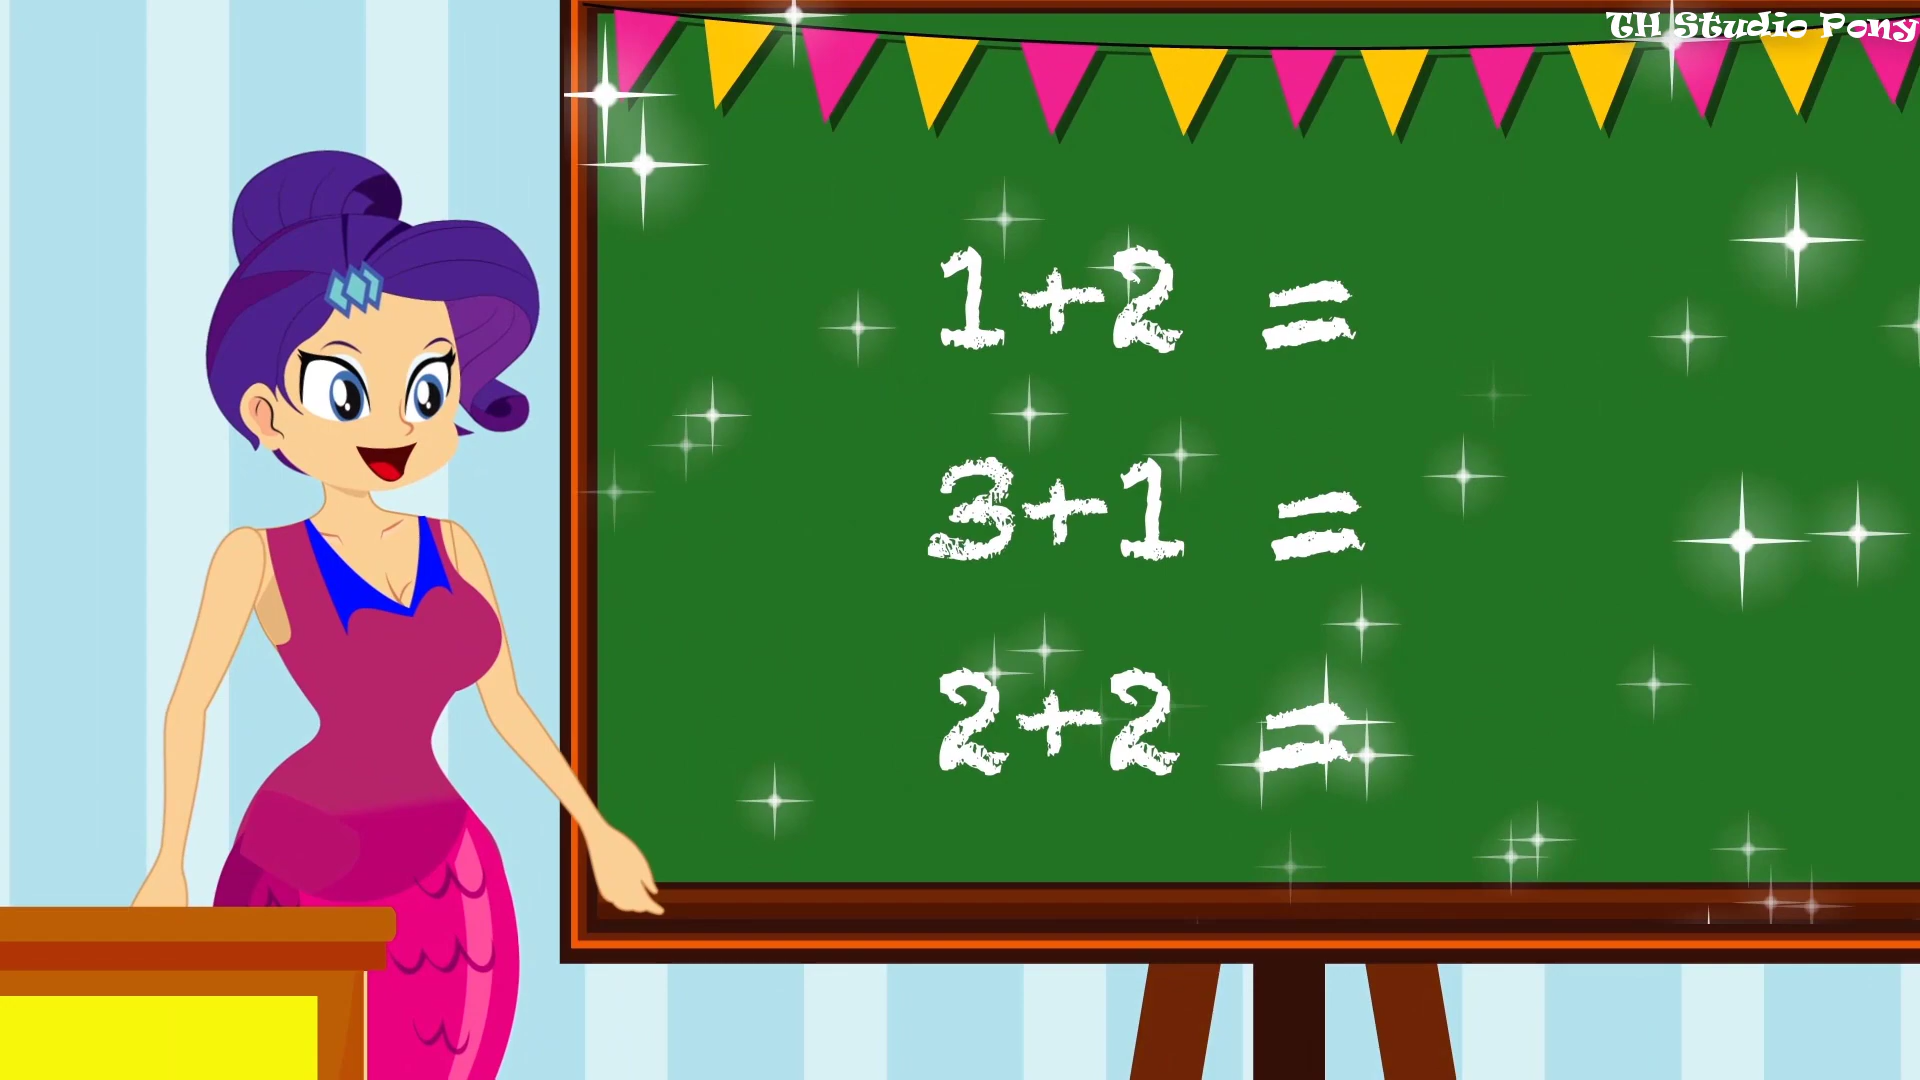 TH Studio Pony
1+2 =
3+1 =
2+2 =